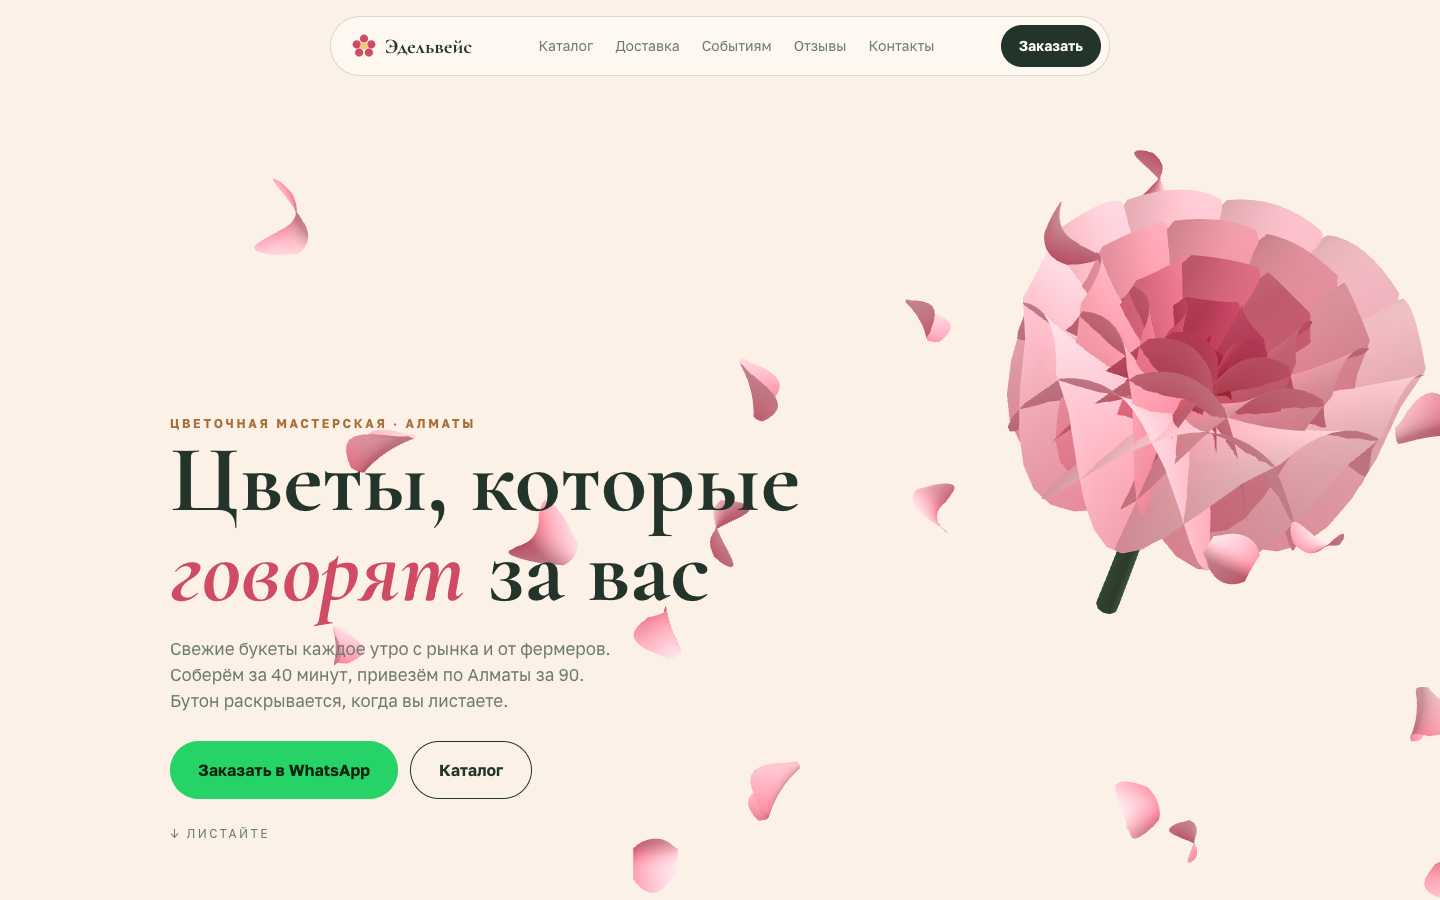 Эдельвейс
Каталог
Доставка
Событиям
Отзывы
Контакты
Заказать
ЦВЕТОЧНАЯ МАСТЕРСКАЯ · АЛМАТЫ
Цветы, которые
говорят за вас
Свежие букеты каждое утро с рынка и от фермеров.
Соберём за 40 минут, привезём по Алматы за 90.
Бутон раскрывается, когда вы листаете.
Заказать в WhatsApp
Каталог
↓ ЛИСТАЙТЕ